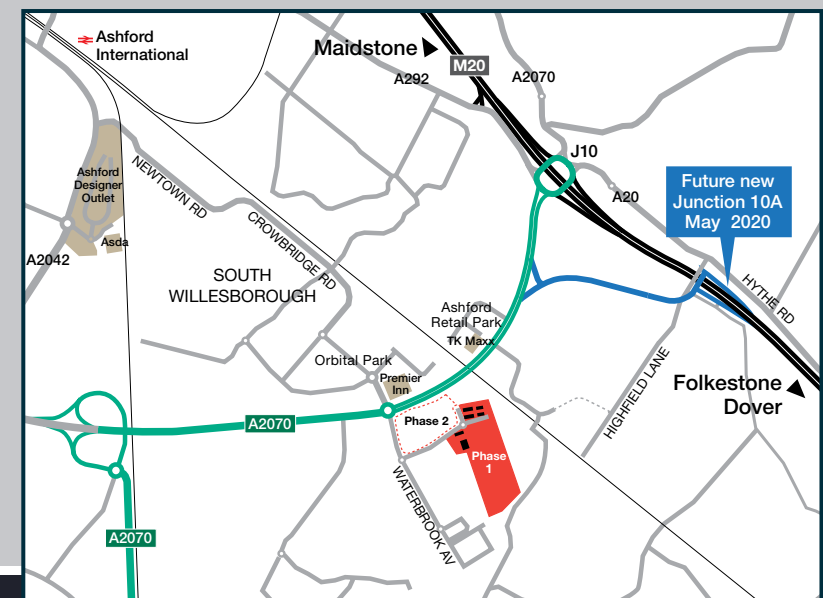 Ashford
International
Maidstone
M20
A292
A2070
J10
Ashford
Designer
Outlet
NEWTOWN RD
Future new
Junction 10A
May 2020
A20
CROWBRIDGE RD
Asda
A2042
SOUTH
WILLESBOROUGH
HYTHE RD
Ashford
Retail Park
TK Maxx
Orbital Park
Premier
Inn
HIGHFIELD LANE
Folkestone
Dover
A2070
Phase 2
Phase
1
WATERBROOK AV
A2070